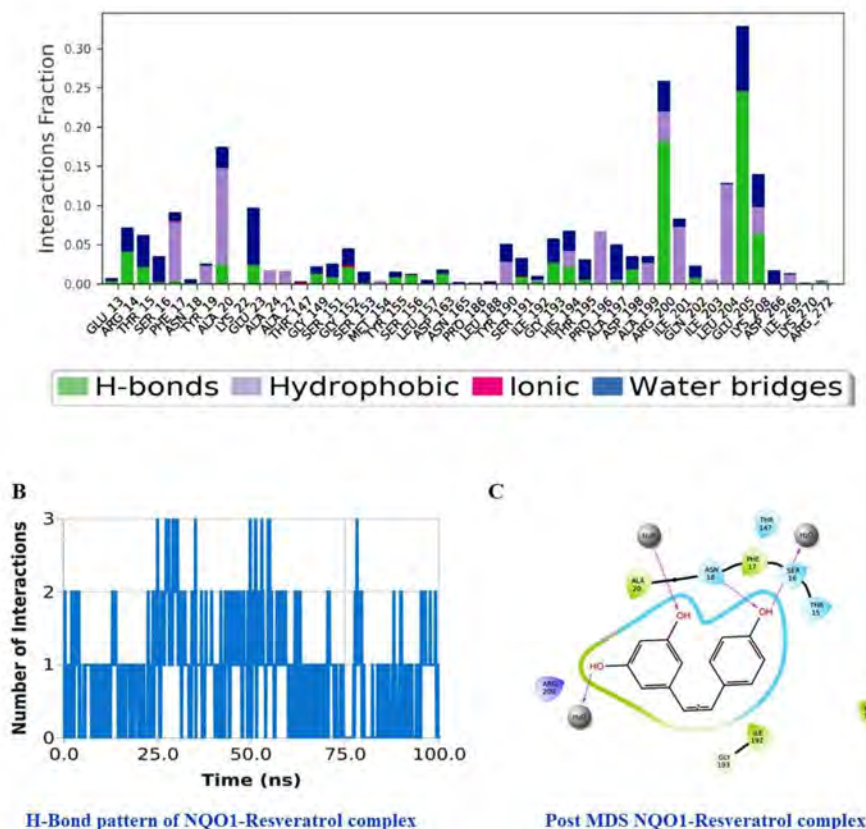 Interactions Fraction
0.30
0.25
0.20
0.15
0.10
0.05
0.00
GLU_13 ARG_14 THR_15 SER_16 PHE_17 ASN_18 TYR_19 ALA_20 LYS_22 GLU_23 ALA_24 ALA_27 THR_147 GLY_149 SER_151 GLY_152 SER_153 MET_154 TYR_155 SER_156 LEU_157 ASP_163 ASN_165 PRO_186 LEU_188 TYR_190 SER_191 ILE_192 GLY_193 HIS_194 THR_195 PRO_196 ALA_197 ASP_198 ALA_199 ARG_200 ILE_201 GLN_202 ILE_203 LEU_204 GLU_205 LYS_208 ASP_266 ILE_269 LYS_270 ARG_272
H-bonds Hydrophobic Ionic Water bridges
B
Number of Interactions
3
2
1
0
0.0 25.0 50.0 75.0 100.0
Time (ns)
H-Bond pattern of NQO1-Resveratrol complex
C
THR
147
H2O
H2O
PHE
17
ASN
18
SER
16
ALA
20
THR
15
OH
OH
HO
ARG
200
H2O
ILE
192
GLY
193
Post MDS NQO1-Resveratrol complex